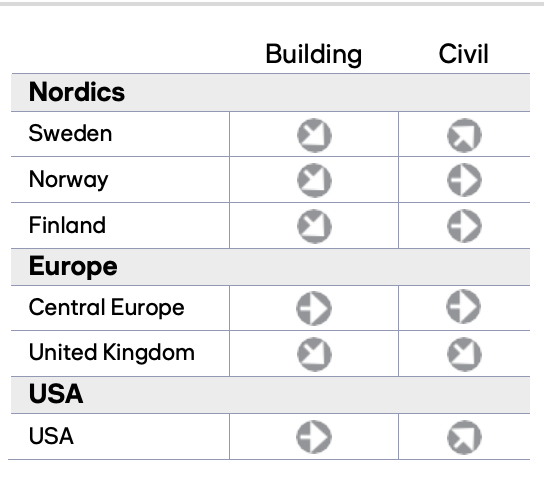 Building Civil
Nordics
Sweden
Norway
Finland
Europe
Central Europe
United Kingdom
USA
USA